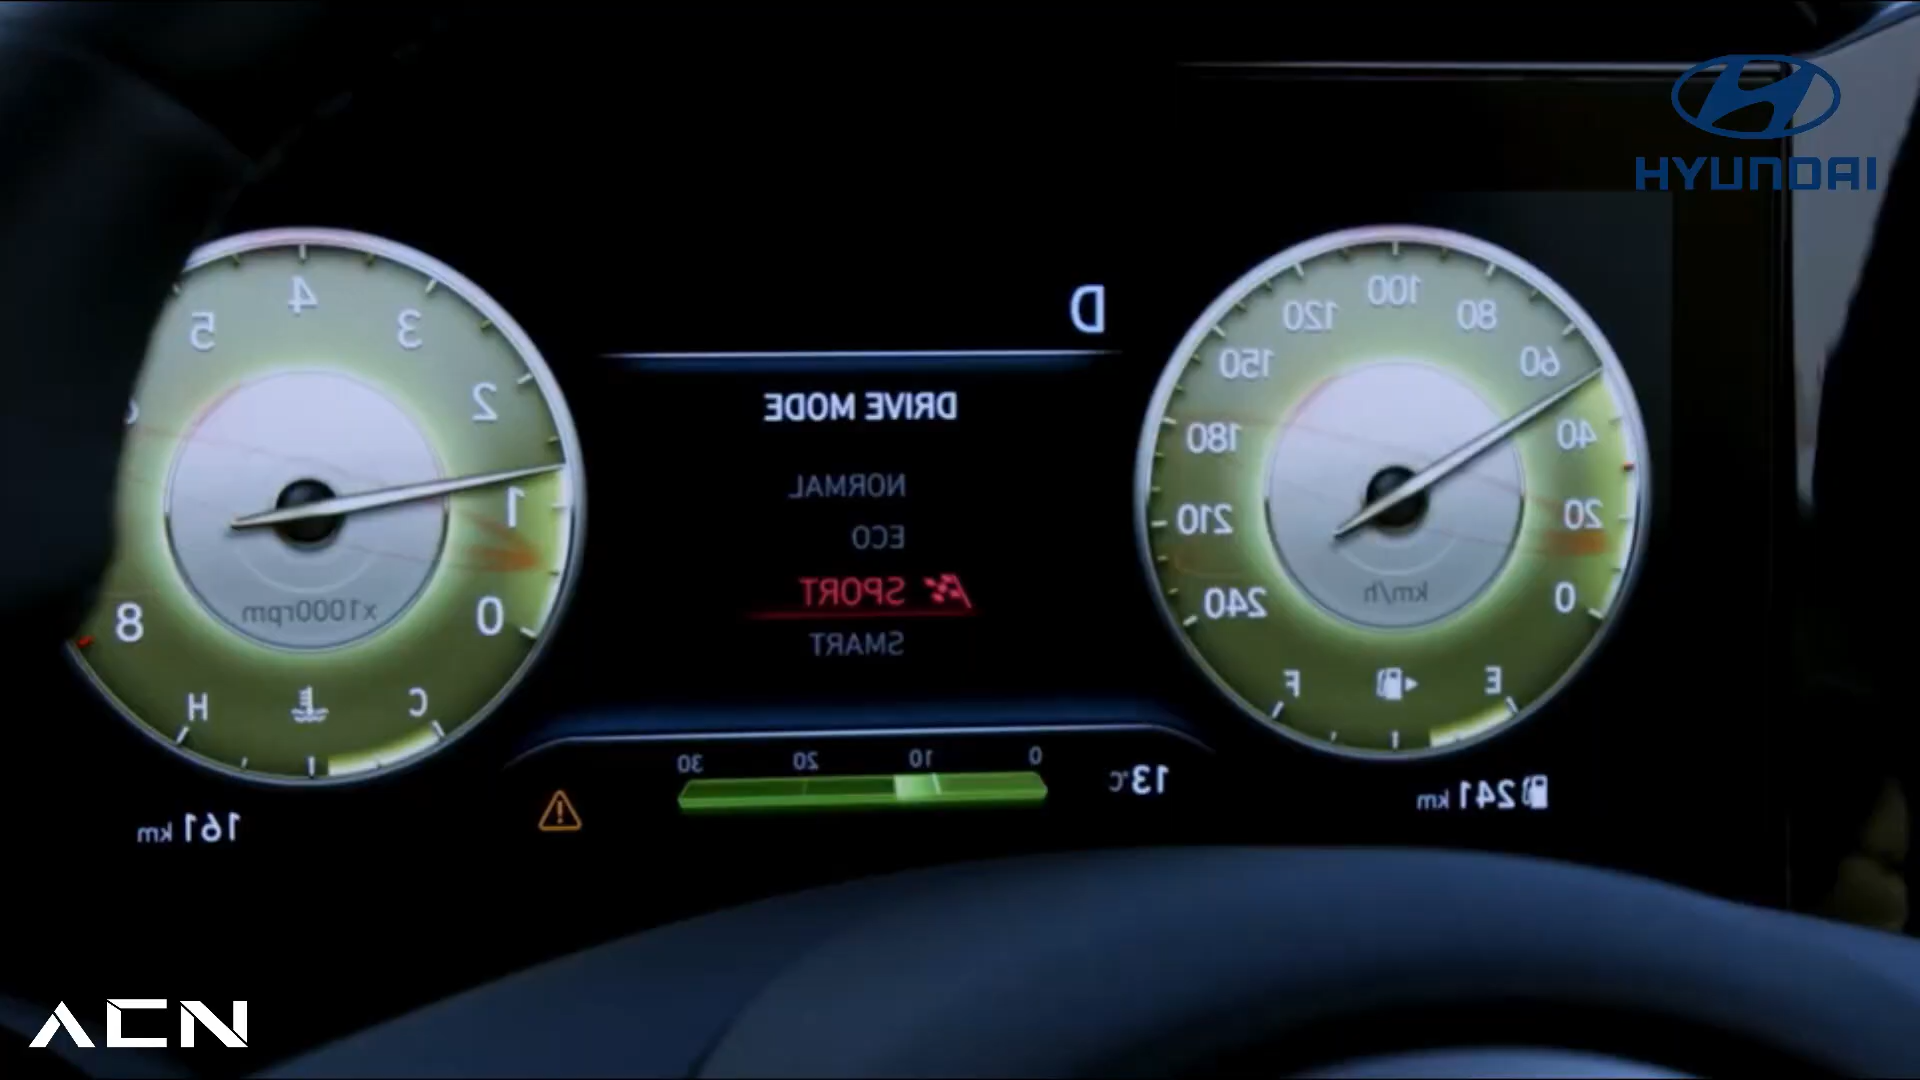 HYUNDAI
D
DRIVE MODE
NORMAL
ECO
SPORT
SMART
0 20 40 60 80 100 120 150 180 210 240
km/h
E F
241 km
13°C
0 10 20 30
0 1 2 3 4 5 8
x1000rpm
C H
161 km
ACN